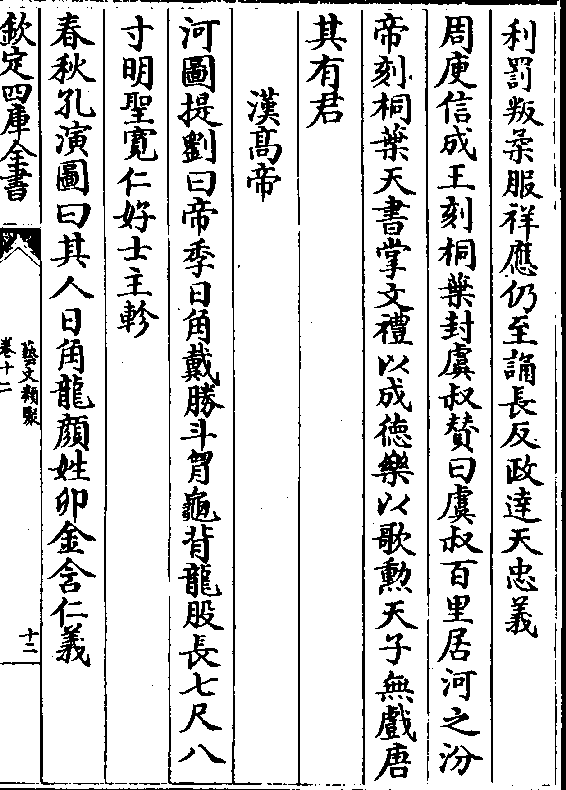 利罰叛柔服祥應仍至誦長反政達天忠義
周庾信成王刻桐葉封虞叔賛曰虞叔百里居河之汾
帝刻桐葉天書掌文禮以成徳樂以歌勲天子無戲唐
其有君
漢髙帝
河圖提劉曰帝季日角戴勝斗胷龜背龍股長七尺八
寸明聖寛仁好士主軫
春秋孔演圖曰其人日角龍顔姓卯金含仁義
欽定四庫全書
藝文類聚
卷十二
十二